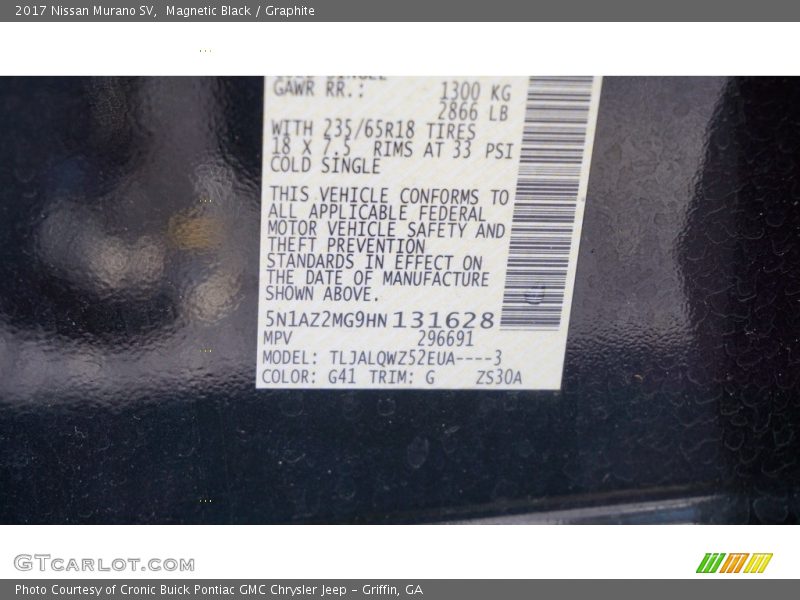 2017 Nissan Murano SV,  Magnetic Black / Graphite
GAWR RR.: 1300 KG
2866 LB
WITH 235/65R18 TIRES
18 X 7.5 RIMS AT 33 PSI
COLD SINGLE
THIS VEHICLE CONFORMS TO
ALL APPLICABLE FEDERAL
MOTOR VEHICLE SAFETY AND
THEFT PREVENTION
STANDARDS IN EFFECT ON
THE DATE OF MANUFACTURE
SHOWN ABOVE.
5N1AZ2MG9HN131628
MPV 296691
MODEL: TLJALQWZ52EUA----3
COLOR: G41 TRIM: G ZS30A
GTCARLOT.COM
Photo Courtesy of Cronic Buick Pontiac GMC Chrysler Jeep - Griffin, GA